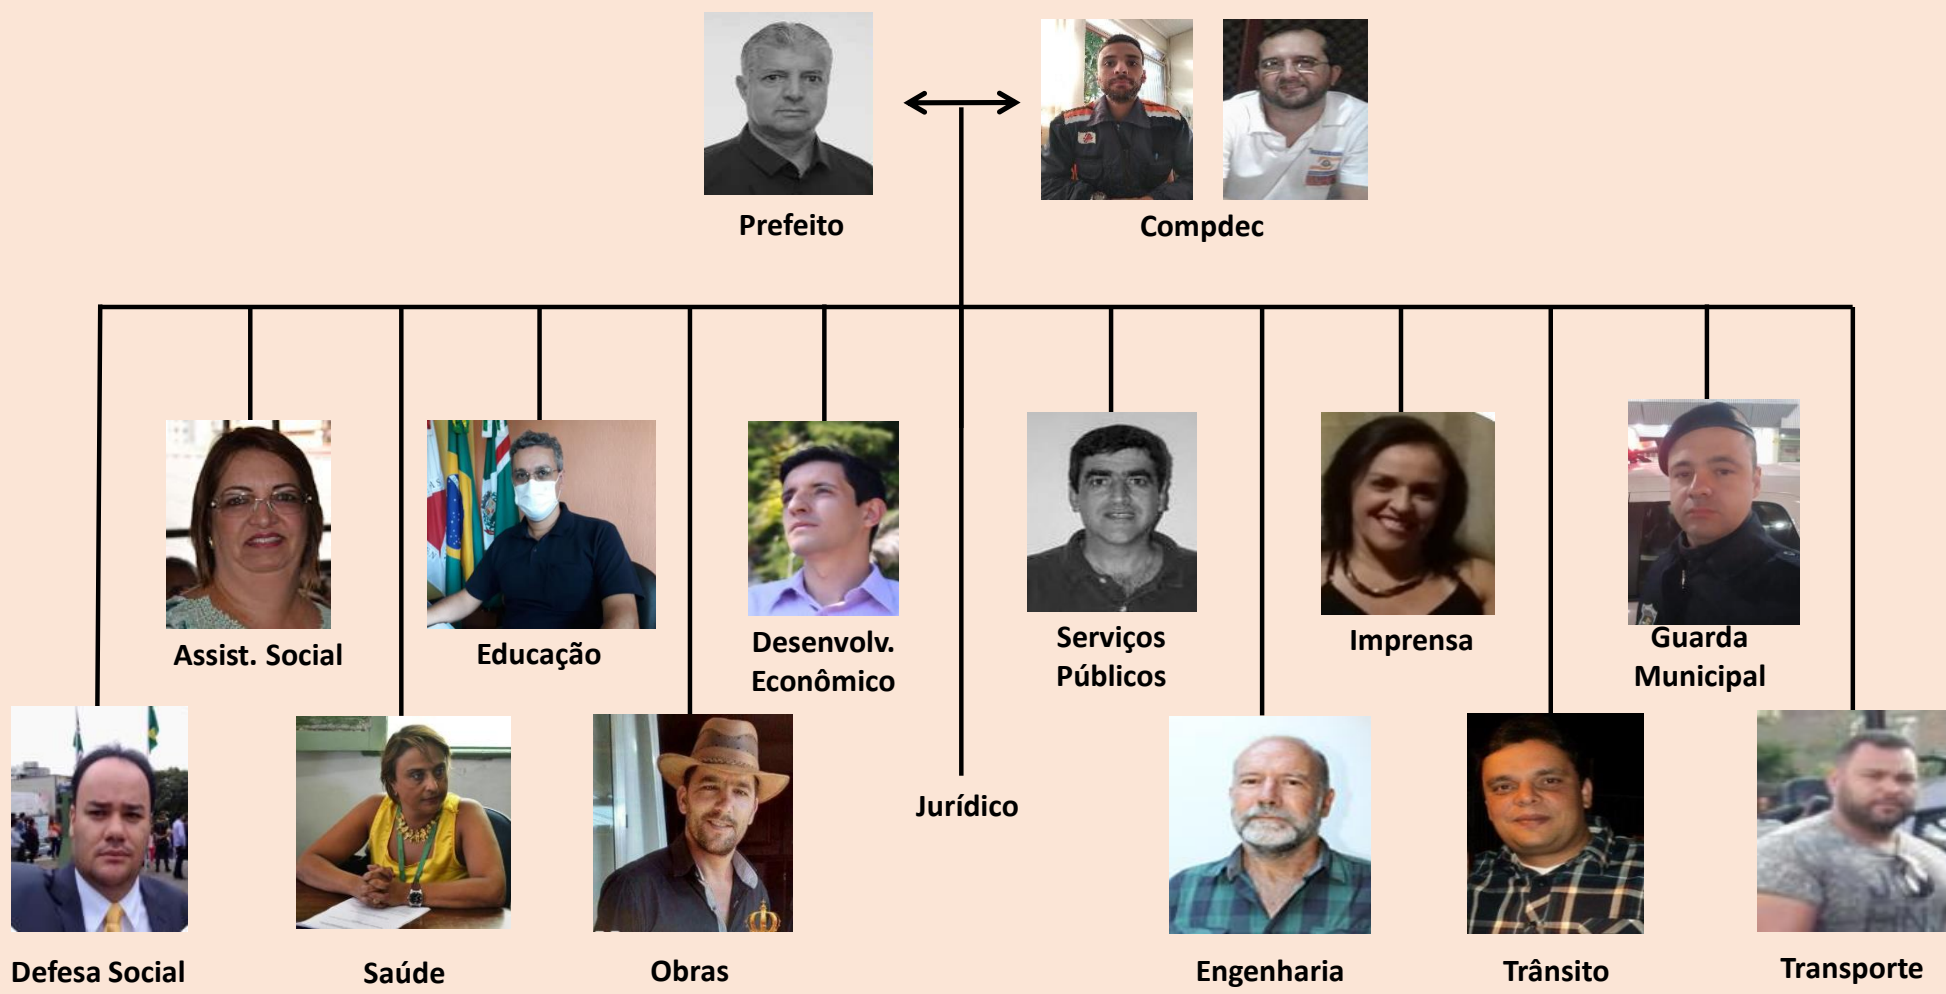 Prefeito
Compdec
Assist. Social
Educação
Desenvolv.
Econômico
Serviços
Públicos
Imprensa
Guarda
Municipal
Defesa Social
Saúde
Obras
Jurídico
Engenharia
Trânsito
Transporte